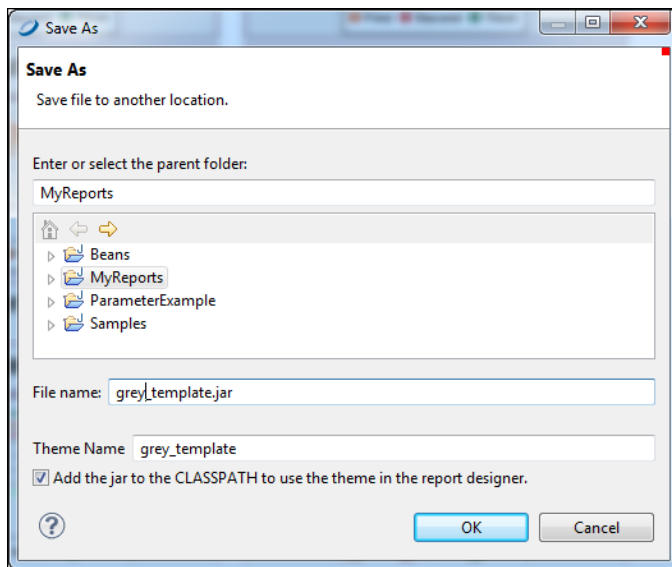 Save As
Save As
Save file to another location.
Enter or select the parent folder:
MyReports
Beans
MyReports
ParameterExample
Samples
File name: grey_template.jar
Theme Name grey_template
Add the jar to the CLASSPATH to use the theme in the report designer.
OK Cancel